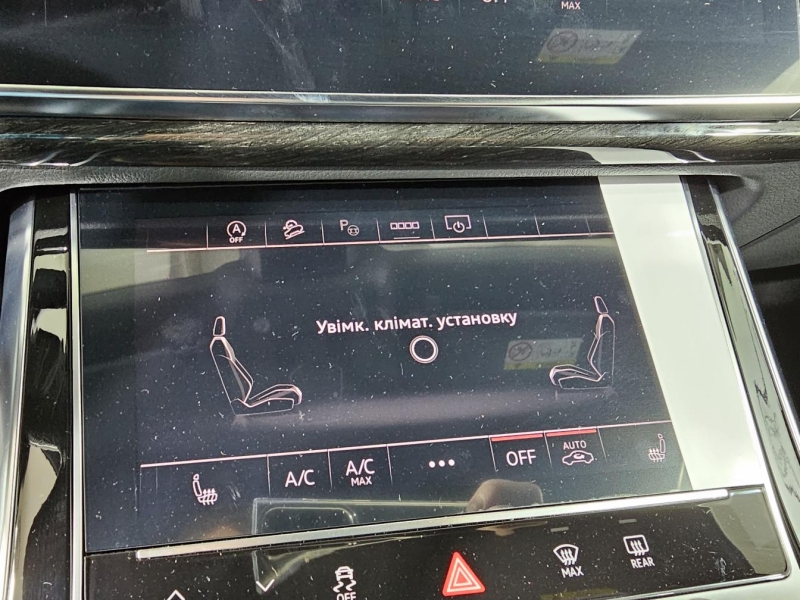 MAX
A
OFF
P
Увімк. клімат. установку
A/C
A/C
MAX
•••
OFF
AUTO
OFF
MAX
REAR